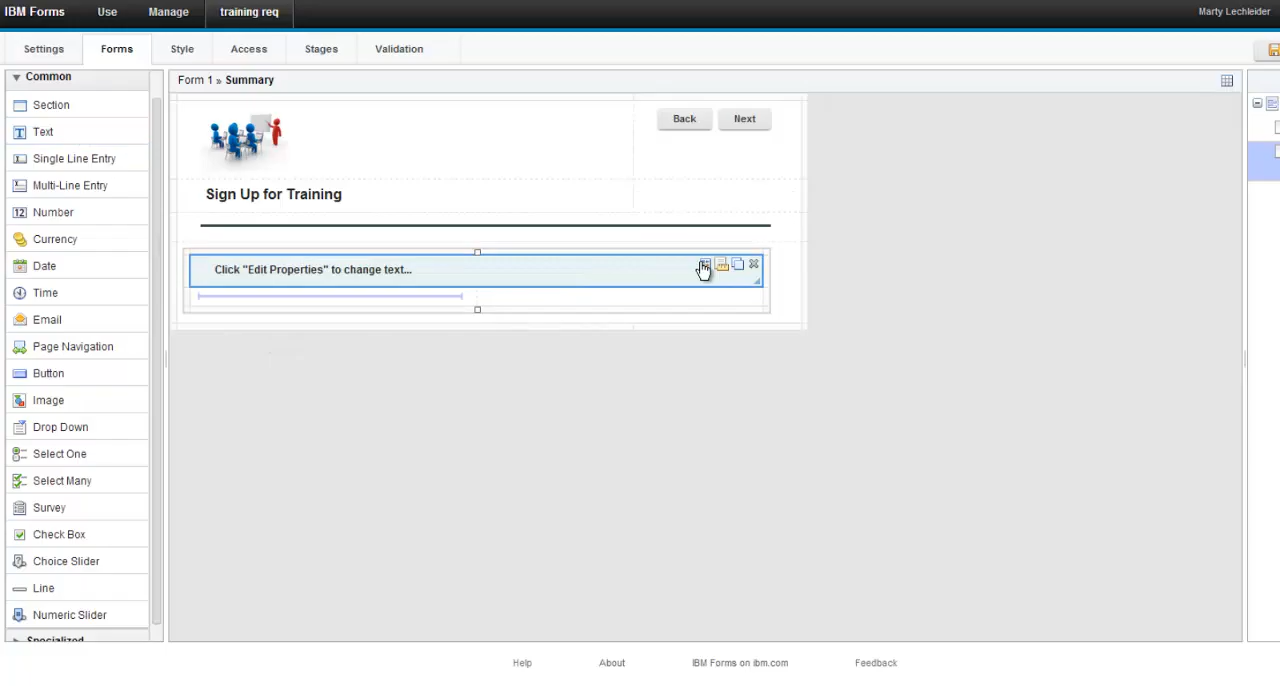 IBM Forms Use Manage training req Marty Lechleider
Settings Forms Style Access Stages Validation
Common
Section
Text
Single Line Entry
Multi-Line Entry
Number
Currency
Date
Time
Email
Page Navigation
Button
Image
Drop Down
Select One
Select Many
Survey
Check Box
Choice Slider
Line
Numeric Slider
Specialized
Form 1 » Summary
Back Next
Sign Up for Training
Click "Edit Properties" to change text...
Help About IBM Forms on ibm.com Feedback